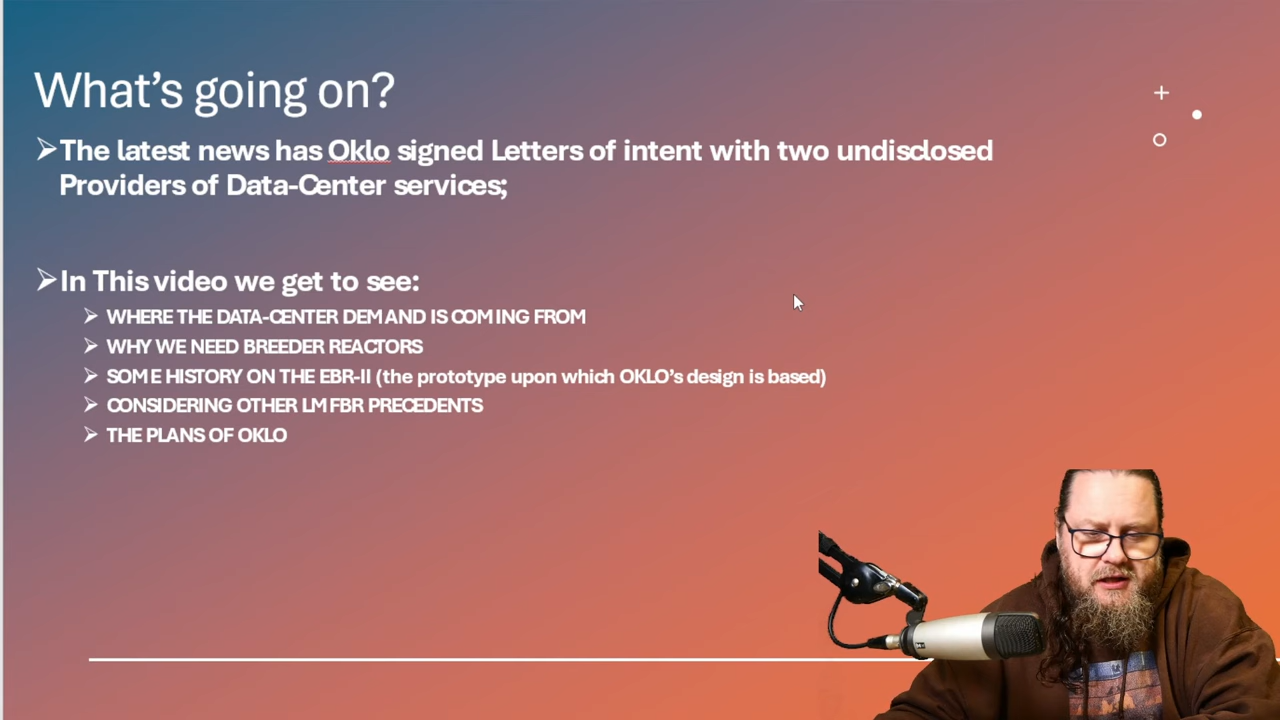 What's going on?
The latest news has Oklo signed Letters of intent with two undisclosed
Providers of Data-Center services;
In This video we get to see:
WHERE THE DATA-CENTER DEMAND IS COMING FROM
WHY WE NEED BREEDER REACTORS
SOME HISTORY ON THE EBR-II (the prototype upon which OKLO's design is based)
CONSIDERING OTHER LMFBR PRECEDENTS
THE PLANS OF OKLO